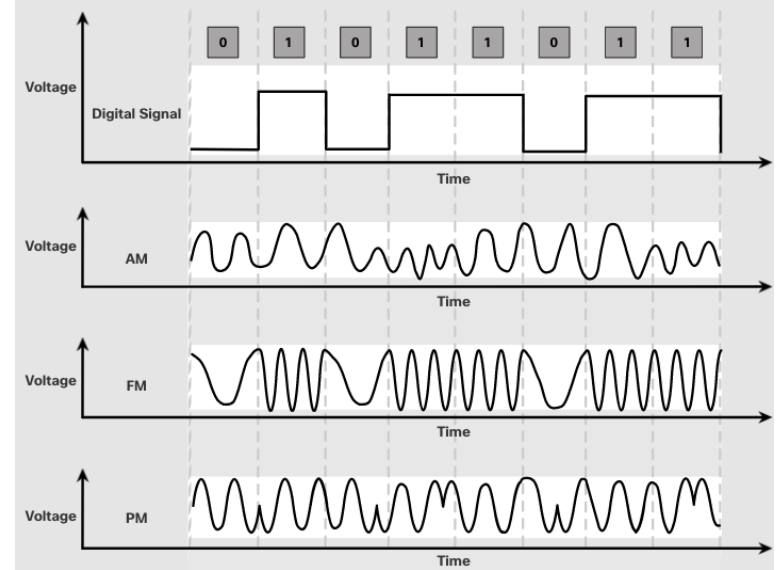 0 1 0 1 1 0 1 1
Voltage
Digital Signal
Time
Voltage
AM
Time
Voltage
FM
Time
Voltage
PM
Time